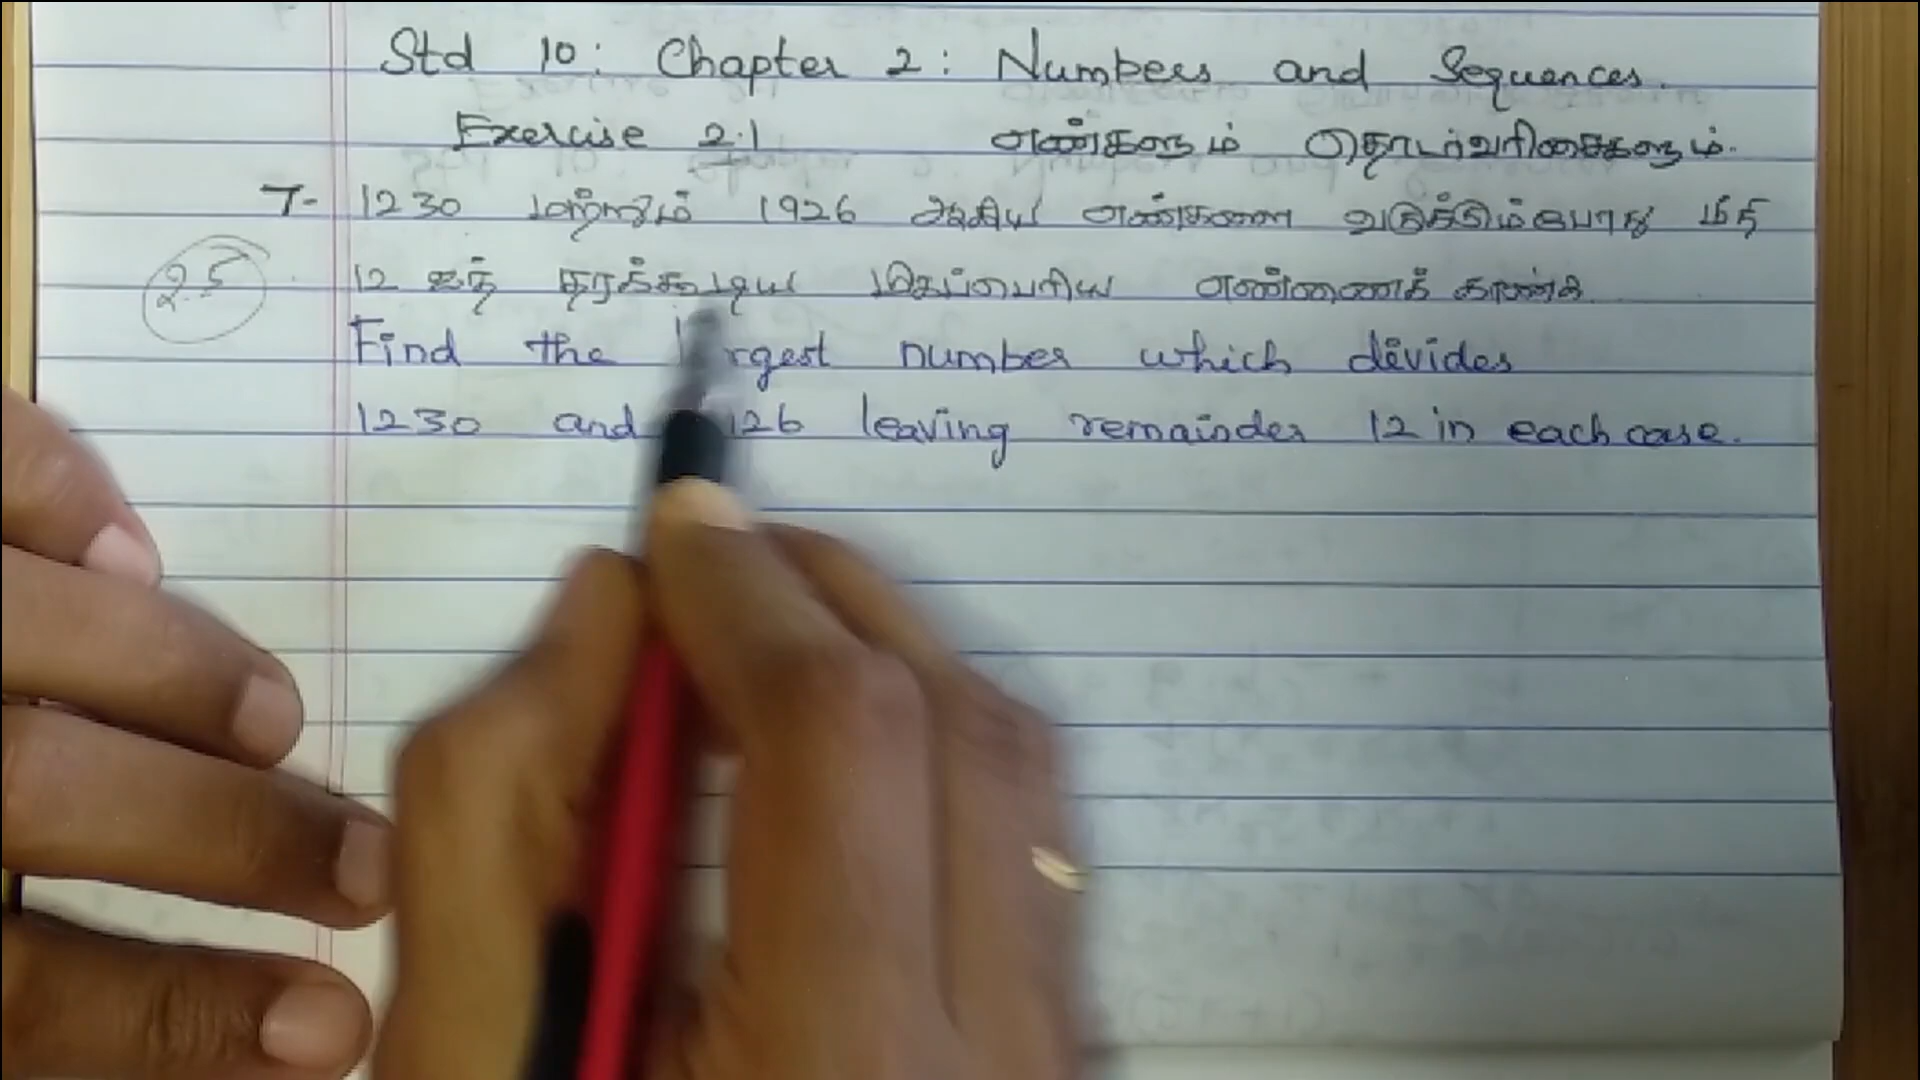 Std 10: Chapter 2: Numbers and Sequences.
Exercise 2.1 எண்களும் தொடர்வரிசைகளும்.
7- 1230 மற்றும் 1926 ஆகிய எண்களை வகுக்கும்போது மீதி
2.5
12 ஐத் தரக்கூடிய மிகப்பெரிய எண்ணைக் காண்க
Find the number which divides
1230 and leaving remainder 12 in each case.